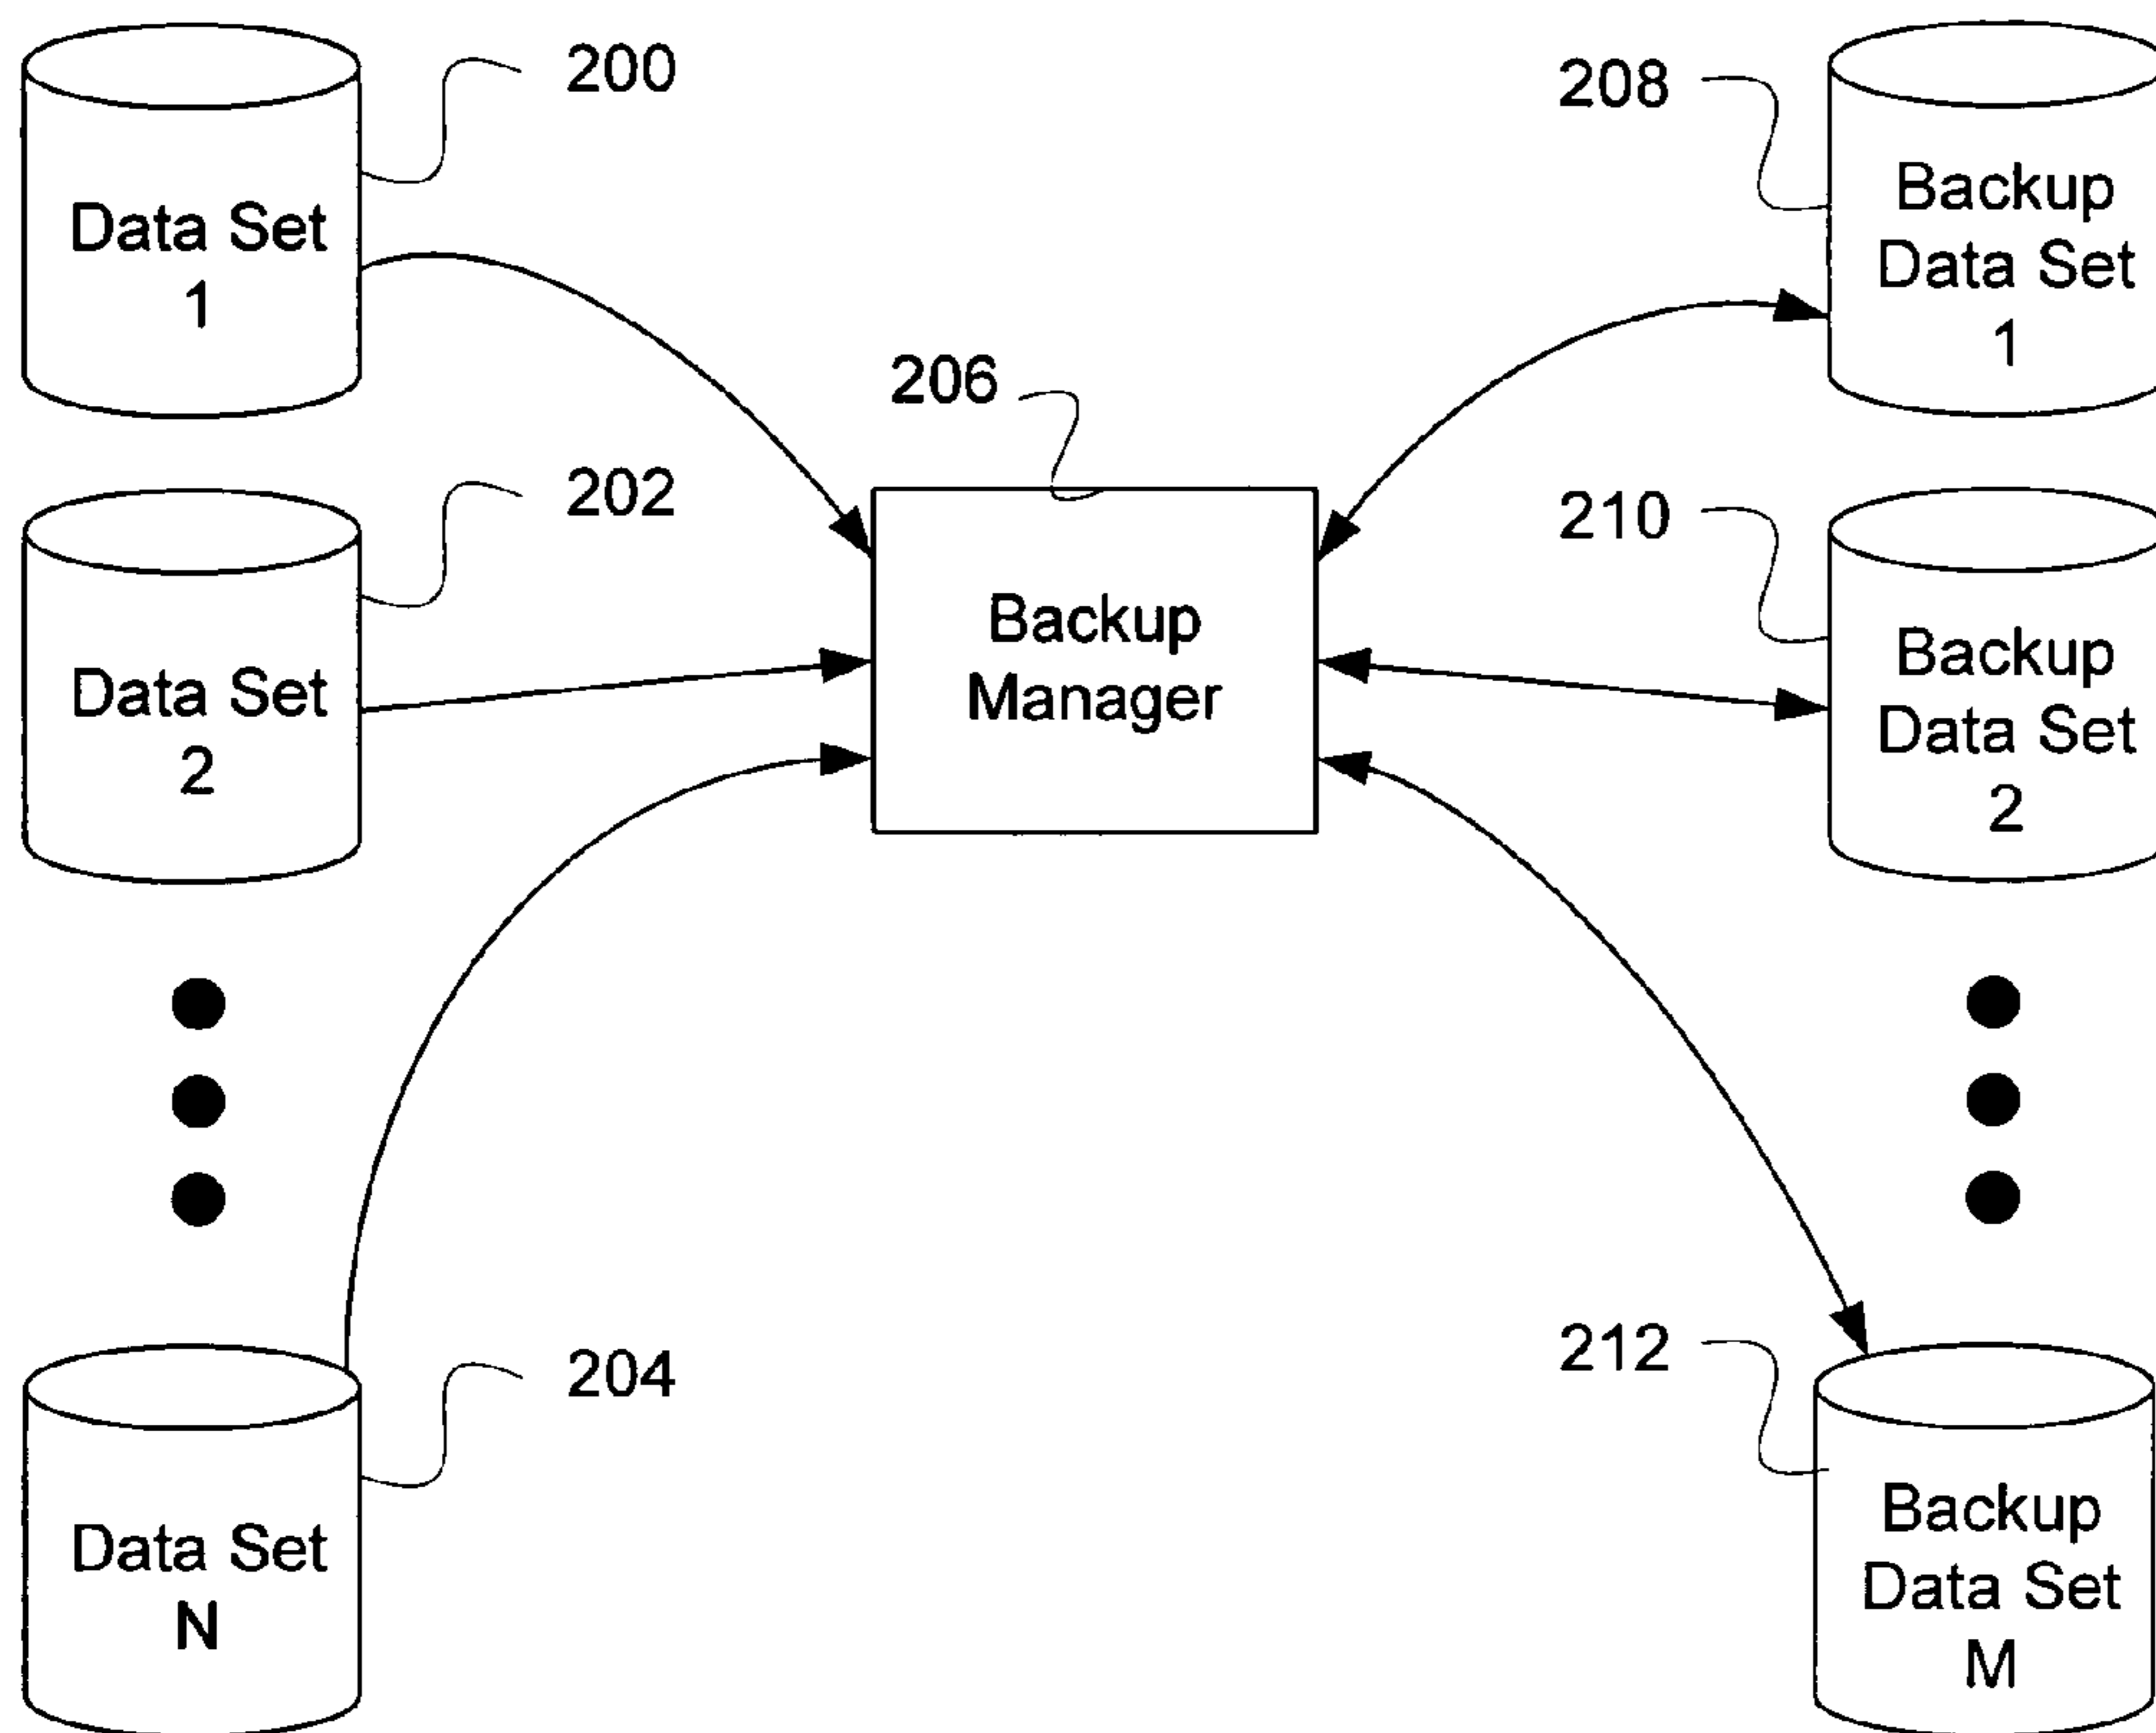 200
Data Set
1
208
Backup
Data Set
1
206
202
Data Set
2
Backup
Manager
210
Backup
Data Set
2
204
Data Set
N
212
Backup
Data Set
M